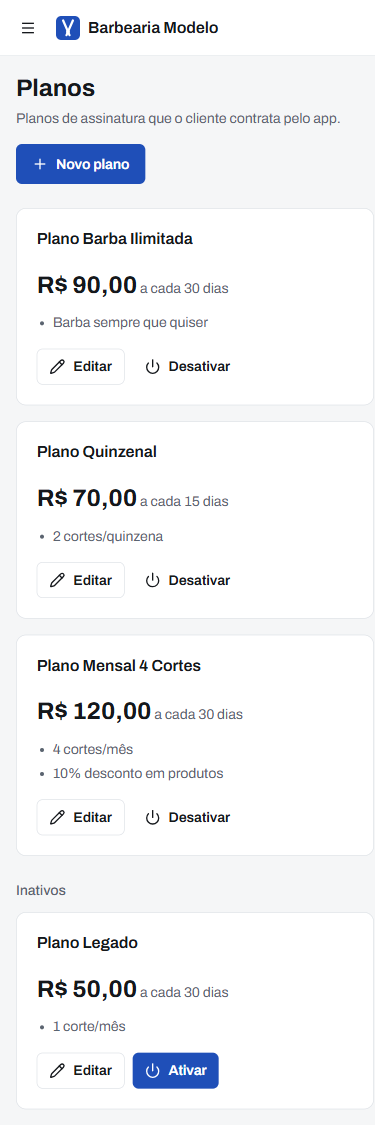 Barbearia Modelo
Planos
Planos de assinatura que o cliente contrata pelo app.
Novo plano
Plano Barba Ilimitada
R$ 90,00 a cada 30 dias
• Barba sempre que quiser
Editar Desativar
Plano Quinzenal
R$ 70,00 a cada 15 dias
• 2 cortes/quinzena
Editar Desativar
Plano Mensal 4 Cortes
R$ 120,00 a cada 30 dias
• 4 cortes/mês
• 10% desconto em produtos
Editar Desativar
Inativos
Plano Legado
R$ 50,00 a cada 30 dias
• 1 corte/mês
Editar Ativar